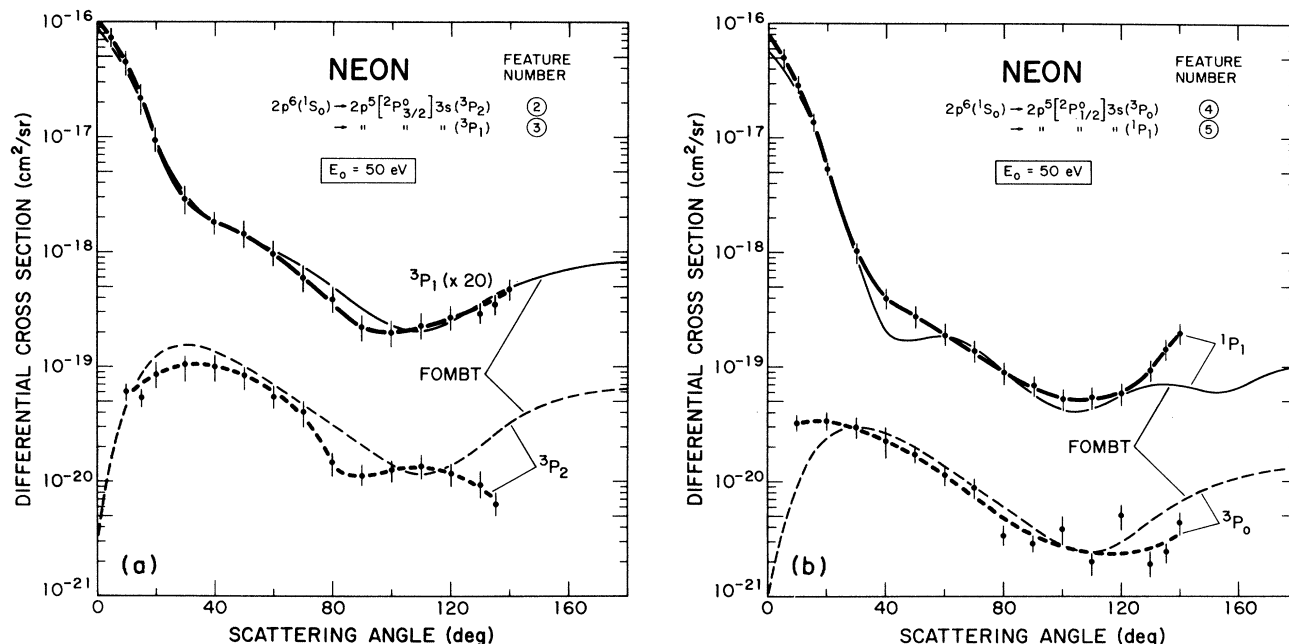 10⁻¹⁶
10⁻¹⁷
10⁻¹⁸
10⁻¹⁹
10⁻²⁰
10⁻²¹
DIFFERENTIAL CROSS SECTION (cm²/sr)
NEON
FEATURE
NUMBER
2p⁶(¹S₀) → 2p⁵[²P°₃/₂]3s(³P₂) ②
→ " " " (³P₁) ③
E₀ = 50 eV
³P₁ (x 20)
FOMBT
³P₂
(a)
0 40 80 120 160
SCATTERING ANGLE (deg)
10⁻¹⁶
10⁻¹⁷
10⁻¹⁸
10⁻¹⁹
10⁻²⁰
10⁻²¹
DIFFERENTIAL CROSS SECTION (cm²/sr)
NEON
FEATURE
NUMBER
2p⁶(¹S₀) → 2p⁵[²P°₁/₂]3s(³P₀) ④
→ " " " (¹P₁) ⑤
E₀ = 50 eV
¹P₁
FOMBT
³P₀
(b)
0 40 80 120 160
SCATTERING ANGLE (deg)